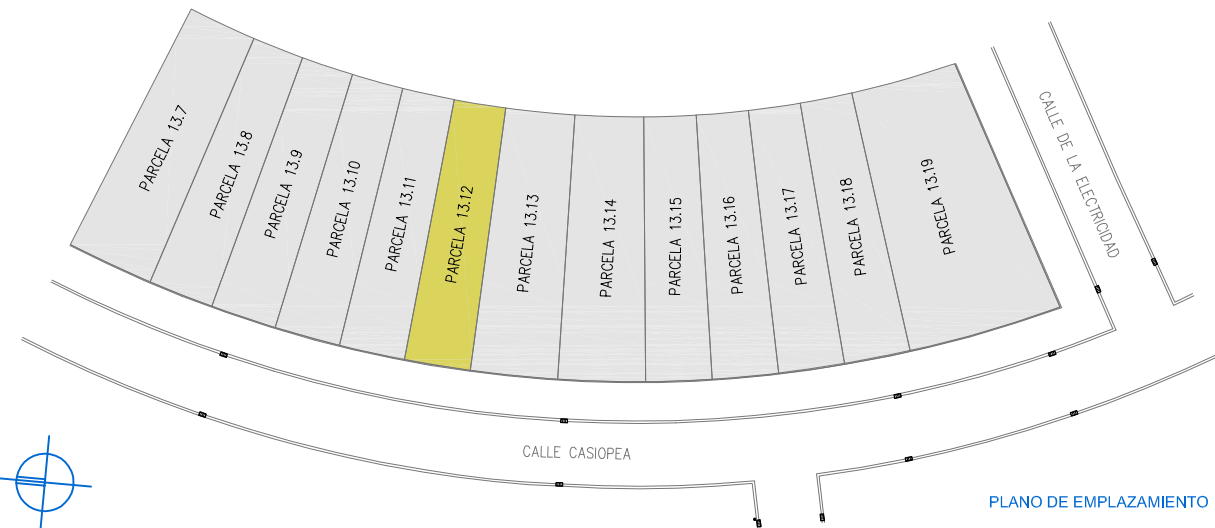 PARCELA 13.7
PARCELA 13.8
PARCELA 13.9
PARCELA 13.10
PARCELA 13.11
PARCELA 13.12
PARCELA 13.13
PARCELA 13.14
PARCELA 13.15
PARCELA 13.16
PARCELA 13.17
PARCELA 13.18
PARCELA 13.19
CALLE DE LA ELECTRICIDAD
CALLE CASIOPEA
PLANO DE EMPLAZAMIENTO